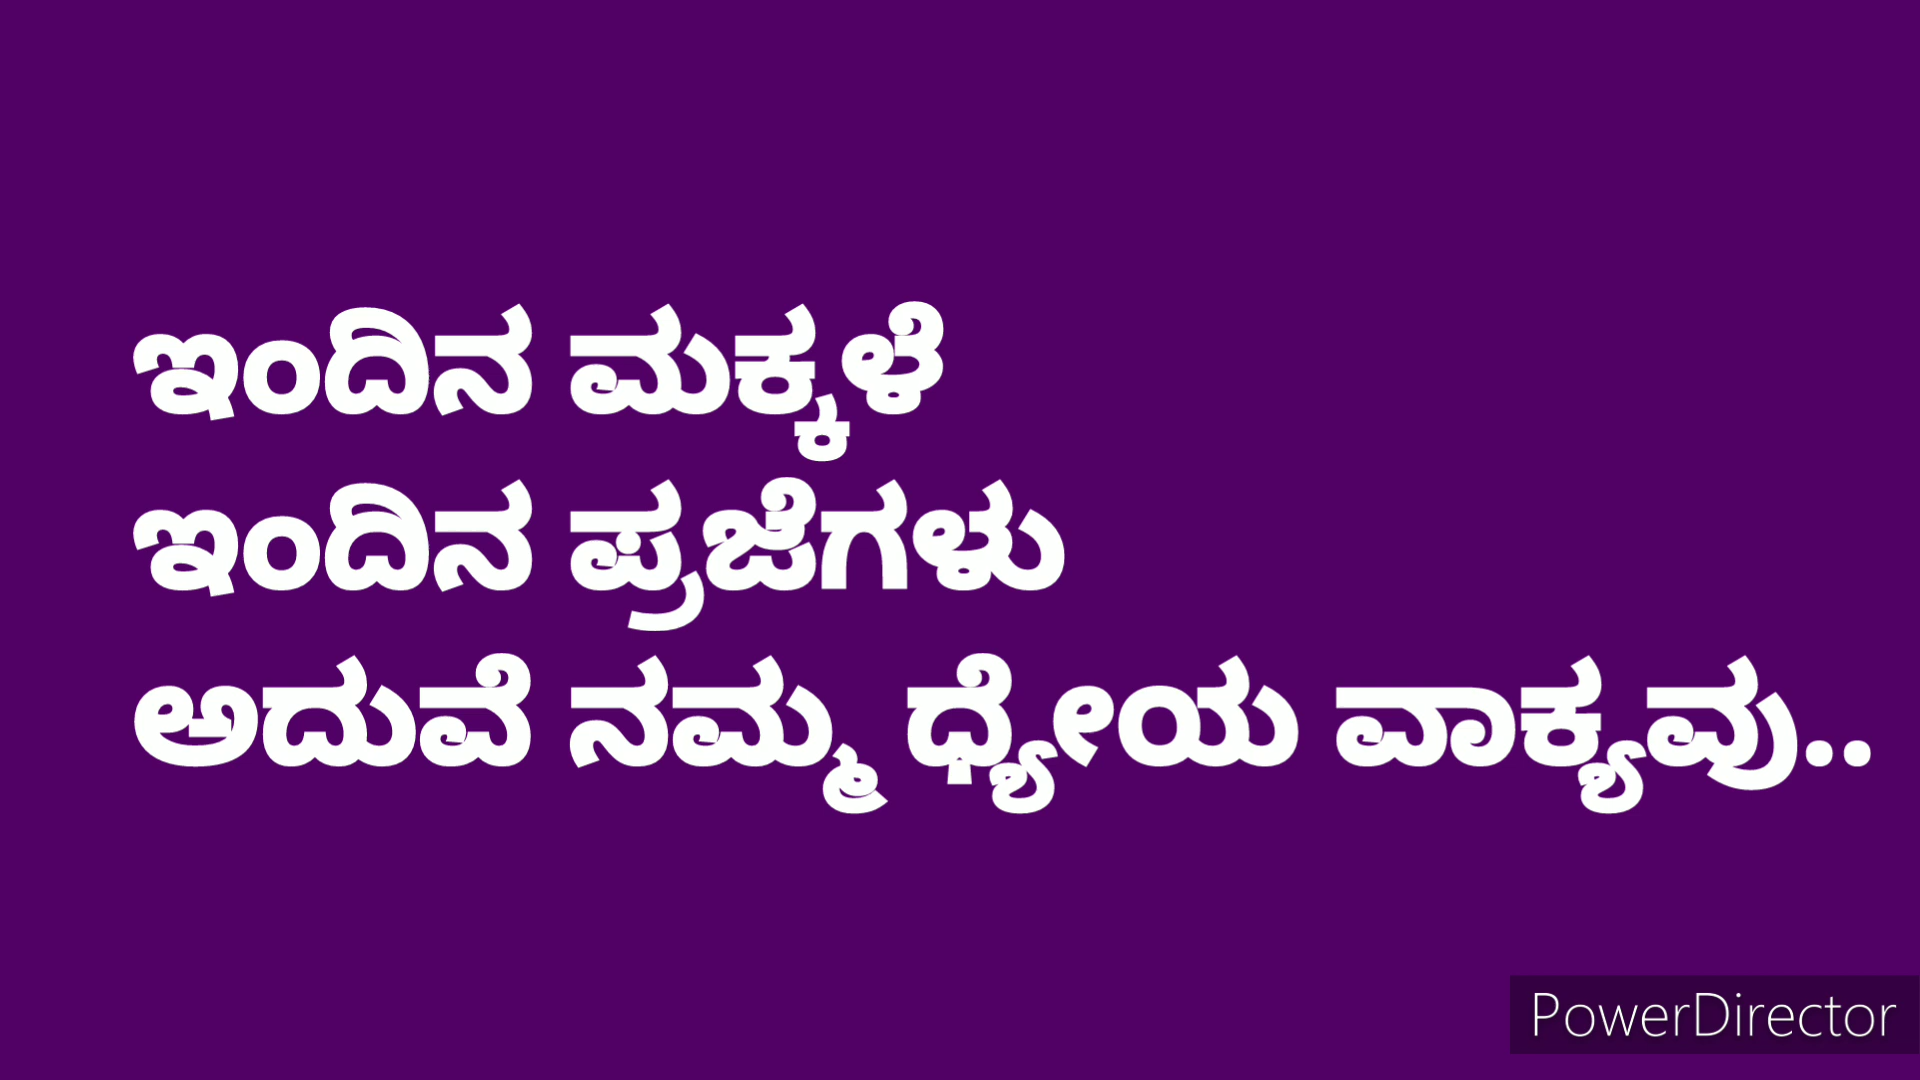 ಇಂದಿನ ಮಕ್ಕಳೆ
ಇಂದಿನ ಪ್ರಜೆಗಳು
ಅದುವೆ ನಮ್ಮ ಧ್ಯೇಯ ವಾಕ್ಯವು..
PowerDirector